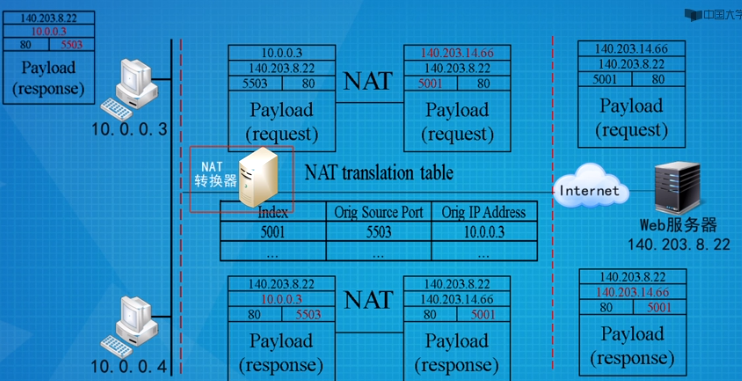 中国大学
140.203.8.22
10.0.0.3
80 5503
Payload
(response)
10.0.0.3
10.0.0.3
140.203.8.22
5503 80
Payload
(request)
NAT
140.203.14.66
140.203.8.22
5001 80
Payload
(request)
140.203.14.66
140.203.8.22
5001 80
Payload
(request)
NAT
转换器
NAT translation table
Index Orig Source Port Orig IP Address
5001 5503 10.0.0.3
... ... ...
Internet
Web服务器
140.203.8.22
10.0.0.4
140.203.8.22
10.0.0.3
80 5503
Payload
(response)
NAT
140.203.8.22
140.203.14.66
80 5001
Payload
(response)
140.203.8.22
140.203.14.66
80 5001
Payload
(response)